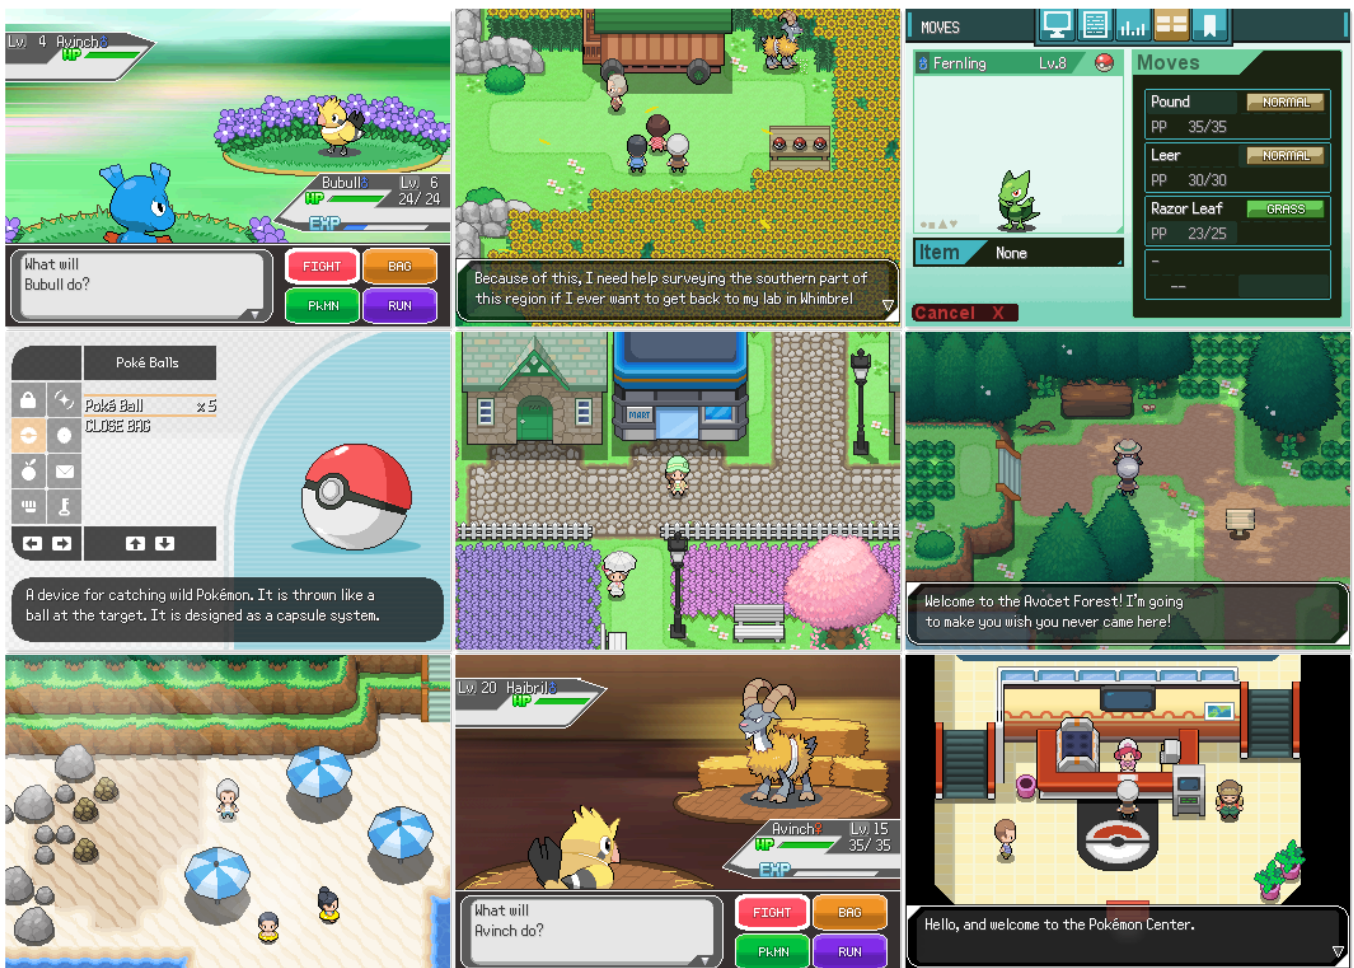 Lv. 4 Avinch♂
HP
Bubull♂ Lv. 6
HP 24/24
EXP
What will
Bubull do?
FIGHT BAG
PkMN RUN
Because of this, I need help surveying the southern part of
this region if I ever want to get back to my lab in Whimbrel
MOVES
Fernling Lv.8
Item None
Cancel X
Moves
Pound NORMAL
PP 35/35
Leer NORMAL
PP 30/30
Razor Leaf GRASS
PP 23/25
–
--
Poké Balls
Poké Ball x5
CLOSE BAG
A device for catching wild Pokémon. It is thrown like a
ball at the target. It is designed as a capsule system.
MART
Welcome to the Avocet Forest! I'm going
to make you wish you never came here!
Lv. 20 Haibril♂
HP
Avinch♀ Lv. 15
HP 35/35
EXP
What will
Avinch do?
FIGHT BAG
PkMN RUN
Hello, and welcome to the Pokémon Center.